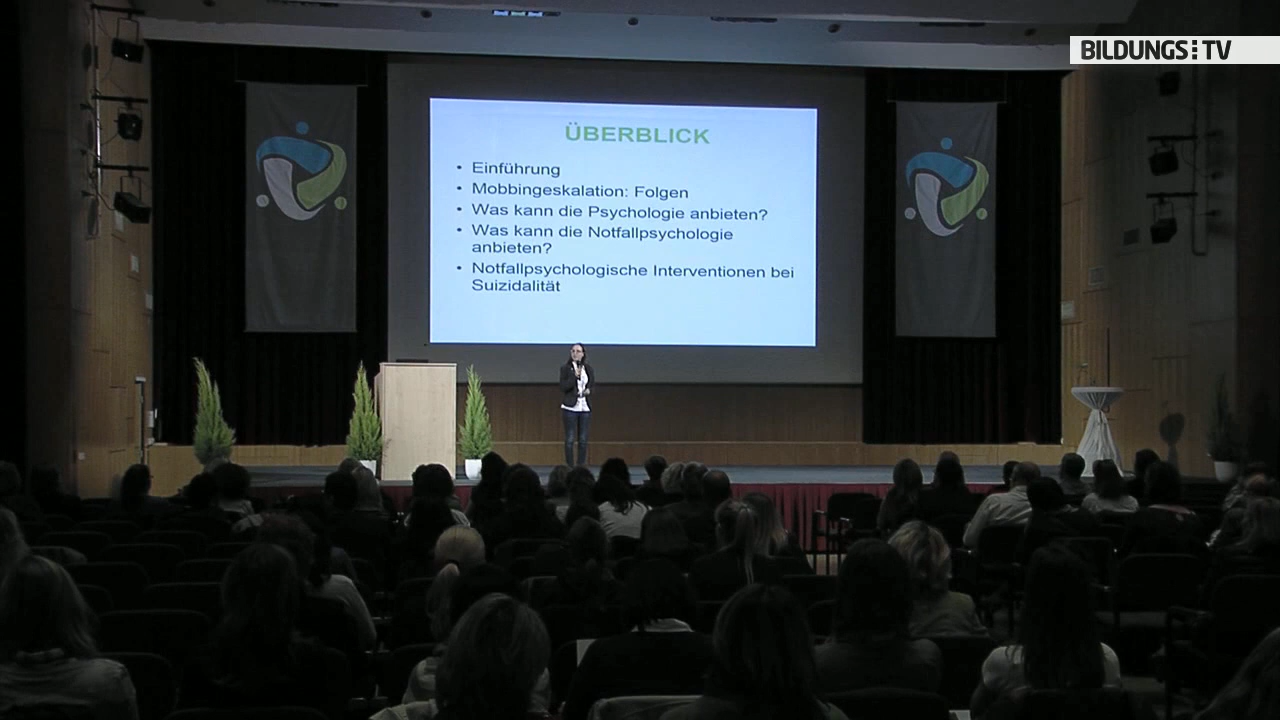 BILDUNGS:TV
ÜBERBLICK
• Einführung
• Mobbingeskalation: Folgen
• Was kann die Psychologie anbieten?
• Was kann die Notfallpsychologie
anbieten?
• Notfallpsychologische Interventionen bei
Suizidalität